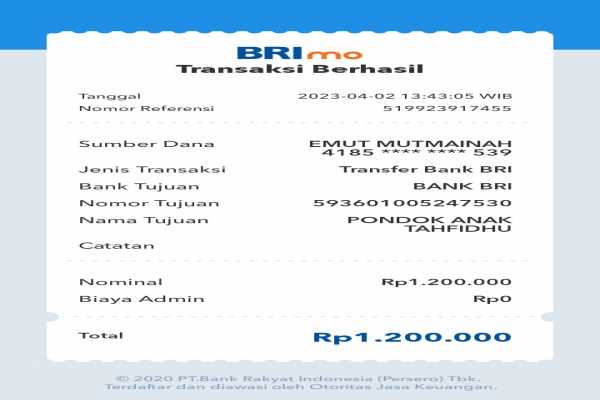 BRImo
Transaksi Berhasil
Tanggal 2023-04-02 13:43:05 WIB
Nomor Referensi 519923917455
Sumber Dana EMUT MUTMAINAH
4185 **** **** 539
Jenis Transaksi Transfer Bank BRI
Bank Tujuan BANK BRI
Nomor Tujuan 593601005247530
Nama Tujuan PONDOK ANAK
TAHFIDHU
Catatan
Nominal Rp1.200.000
Biaya Admin Rp0
Total Rp1.200.000
© 2020 PT.Bank Rakyat Indonesia (Persero) Tbk.
Terdaftar dan diawasi oleh Otoritas Jasa Keuangan.